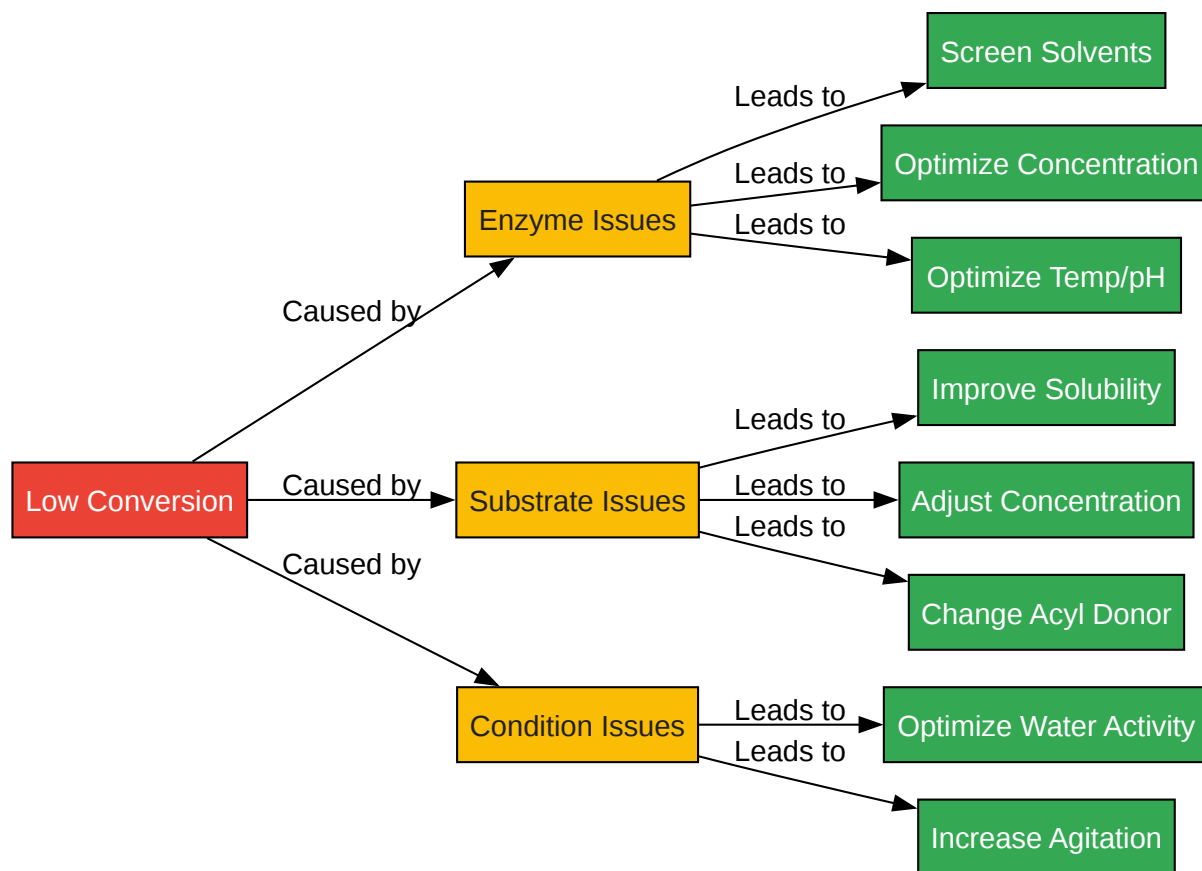 Screen Solvents
Leads to
Optimize Concentration
Leads to
Enzyme Issues
Leads to
Optimize Temp/pH
Caused by
Improve Solubility
Leads to
Low Conversion
Caused by
Substrate Issues
Leads to
Adjust Concentration
Leads to
Caused by
Change Acyl Donor
Condition Issues
Leads to
Optimize Water Activity
Leads to
Increase Agitation